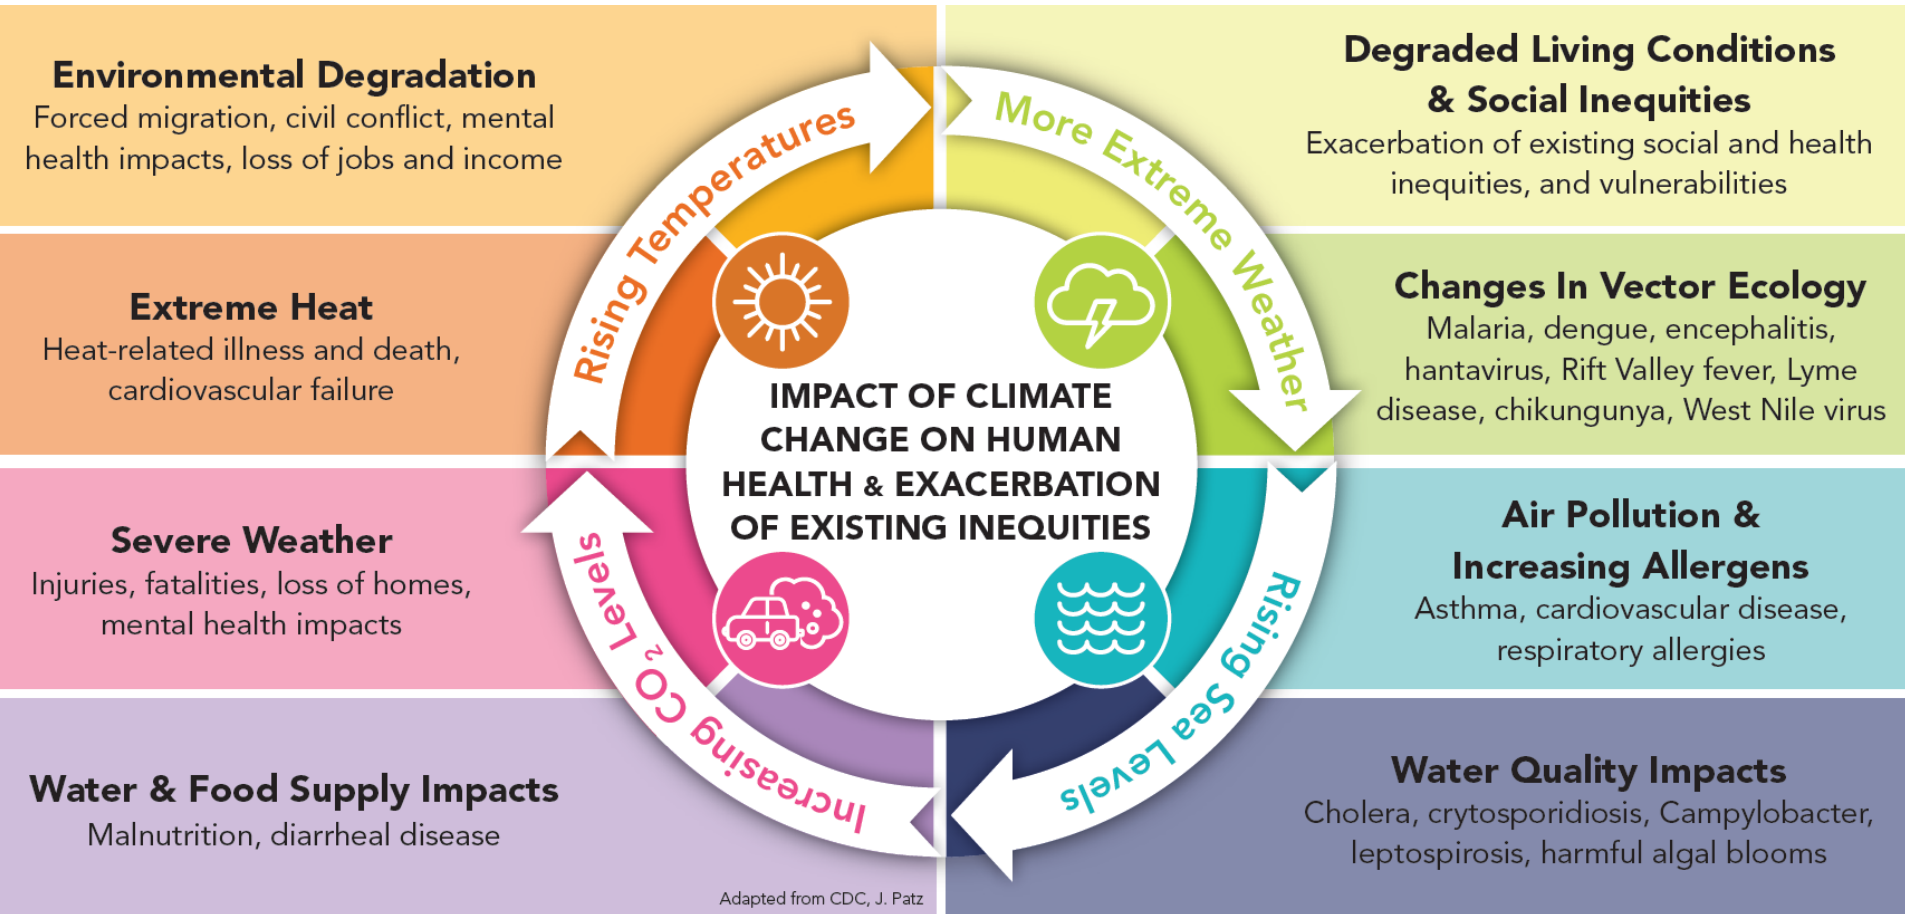 Environmental Degradation
Forced migration, civil conflict, mental
health impacts, loss of jobs and income
Extreme Heat
Heat-related illness and death,
cardiovascular failure
Severe Weather
Injuries, fatalities, loss of homes,
mental health impacts
Water & Food Supply Impacts
Malnutrition, diarrheal disease
Rising Temperatures
More Extreme Weather
Rising Sea Levels
Increasing CO₂ Levels
IMPACT OF CLIMATE
CHANGE ON HUMAN
HEALTH & EXACERBATION
OF EXISTING INEQUITIES
Degraded Living Conditions
& Social Inequities
Exacerbation of existing social and health
inequities, and vulnerabilities
Changes In Vector Ecology
Malaria, dengue, encephalitis,
hantavirus, Rift Valley fever, Lyme
disease, chikungunya, West Nile virus
Air Pollution &
Increasing Allergens
Asthma, cardiovascular disease,
respiratory allergies
Water Quality Impacts
Cholera, crytosporidiosis, Campylobacter,
leptospirosis, harmful algal blooms
Adapted from CDC, J. Patz